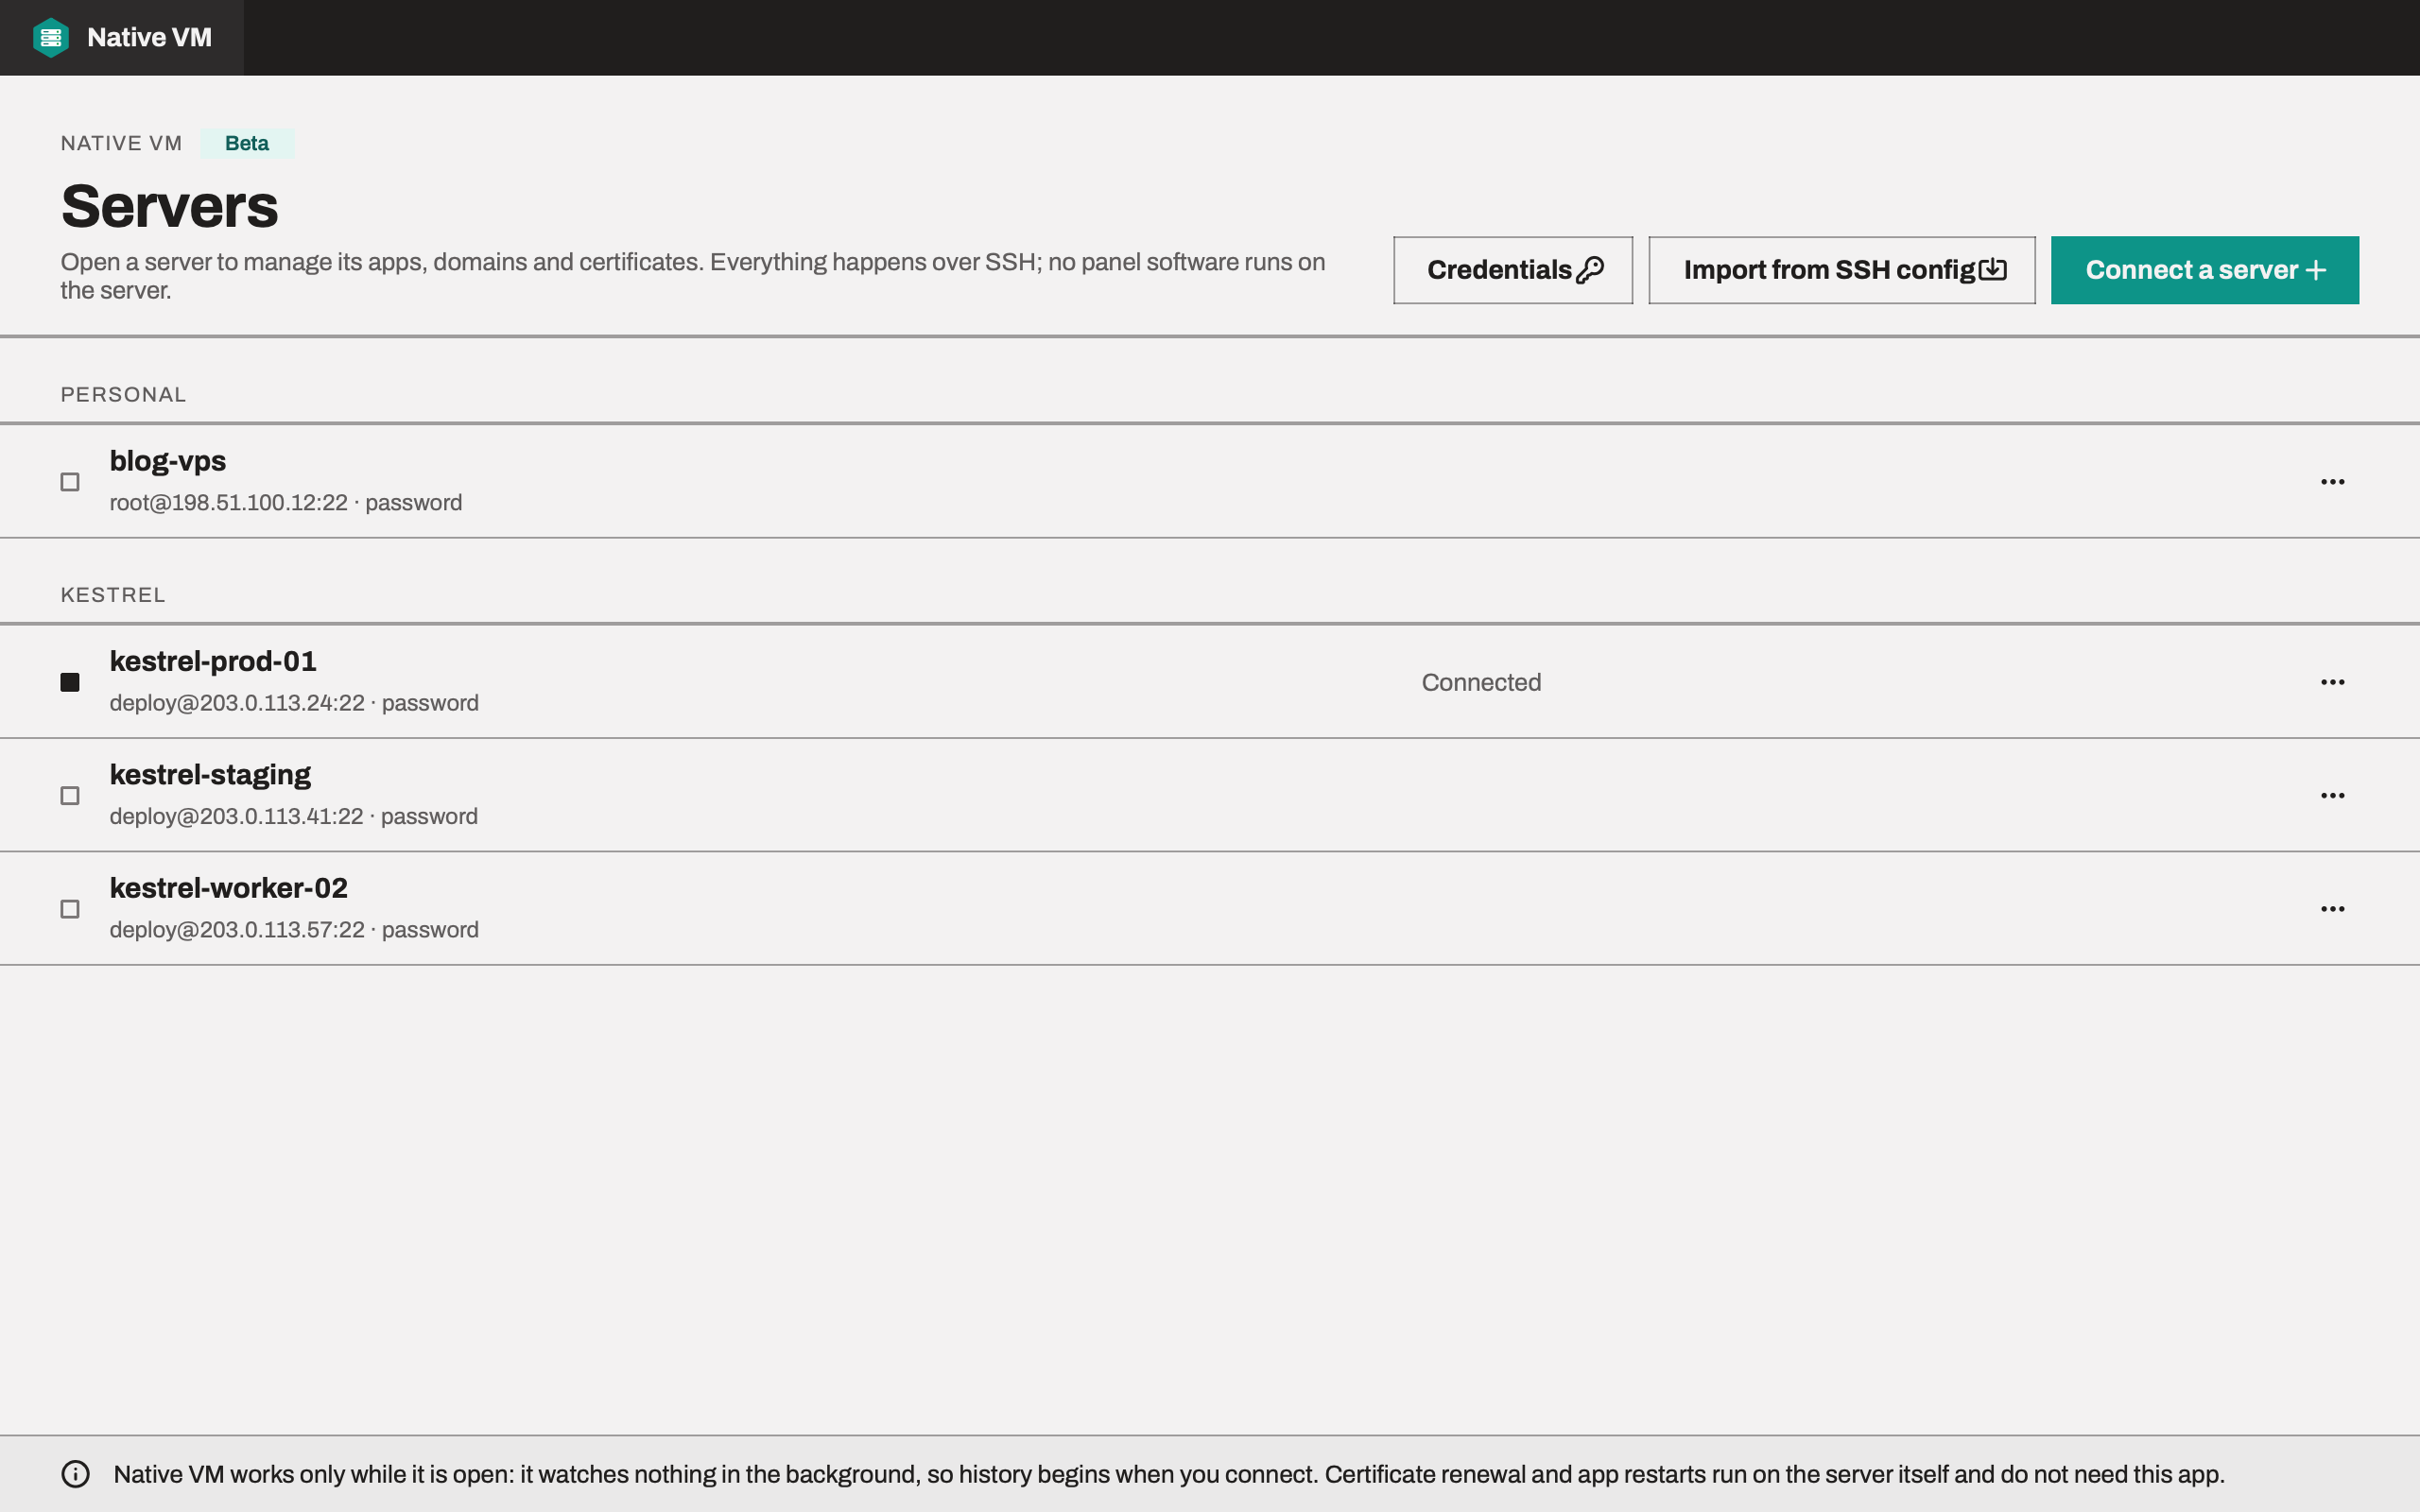 Native VM
NATIVE VM Beta
Servers
Open a server to manage its apps, domains and certificates. Everything happens over SSH; no panel software runs on
the server.
Credentials
Import from SSH config
Connect a server
PERSONAL
blog-vps
root@198.51.100.12:22 · password
KESTREL
kestrel-prod-01
deploy@203.0.113.24:22 · password
Connected
kestrel-staging
deploy@203.0.113.41:22 · password
kestrel-worker-02
deploy@203.0.113.57:22 · password
Native VM works only while it is open: it watches nothing in the background, so history begins when you connect. Certificate renewal and app restarts run on the server itself and do not need this app.